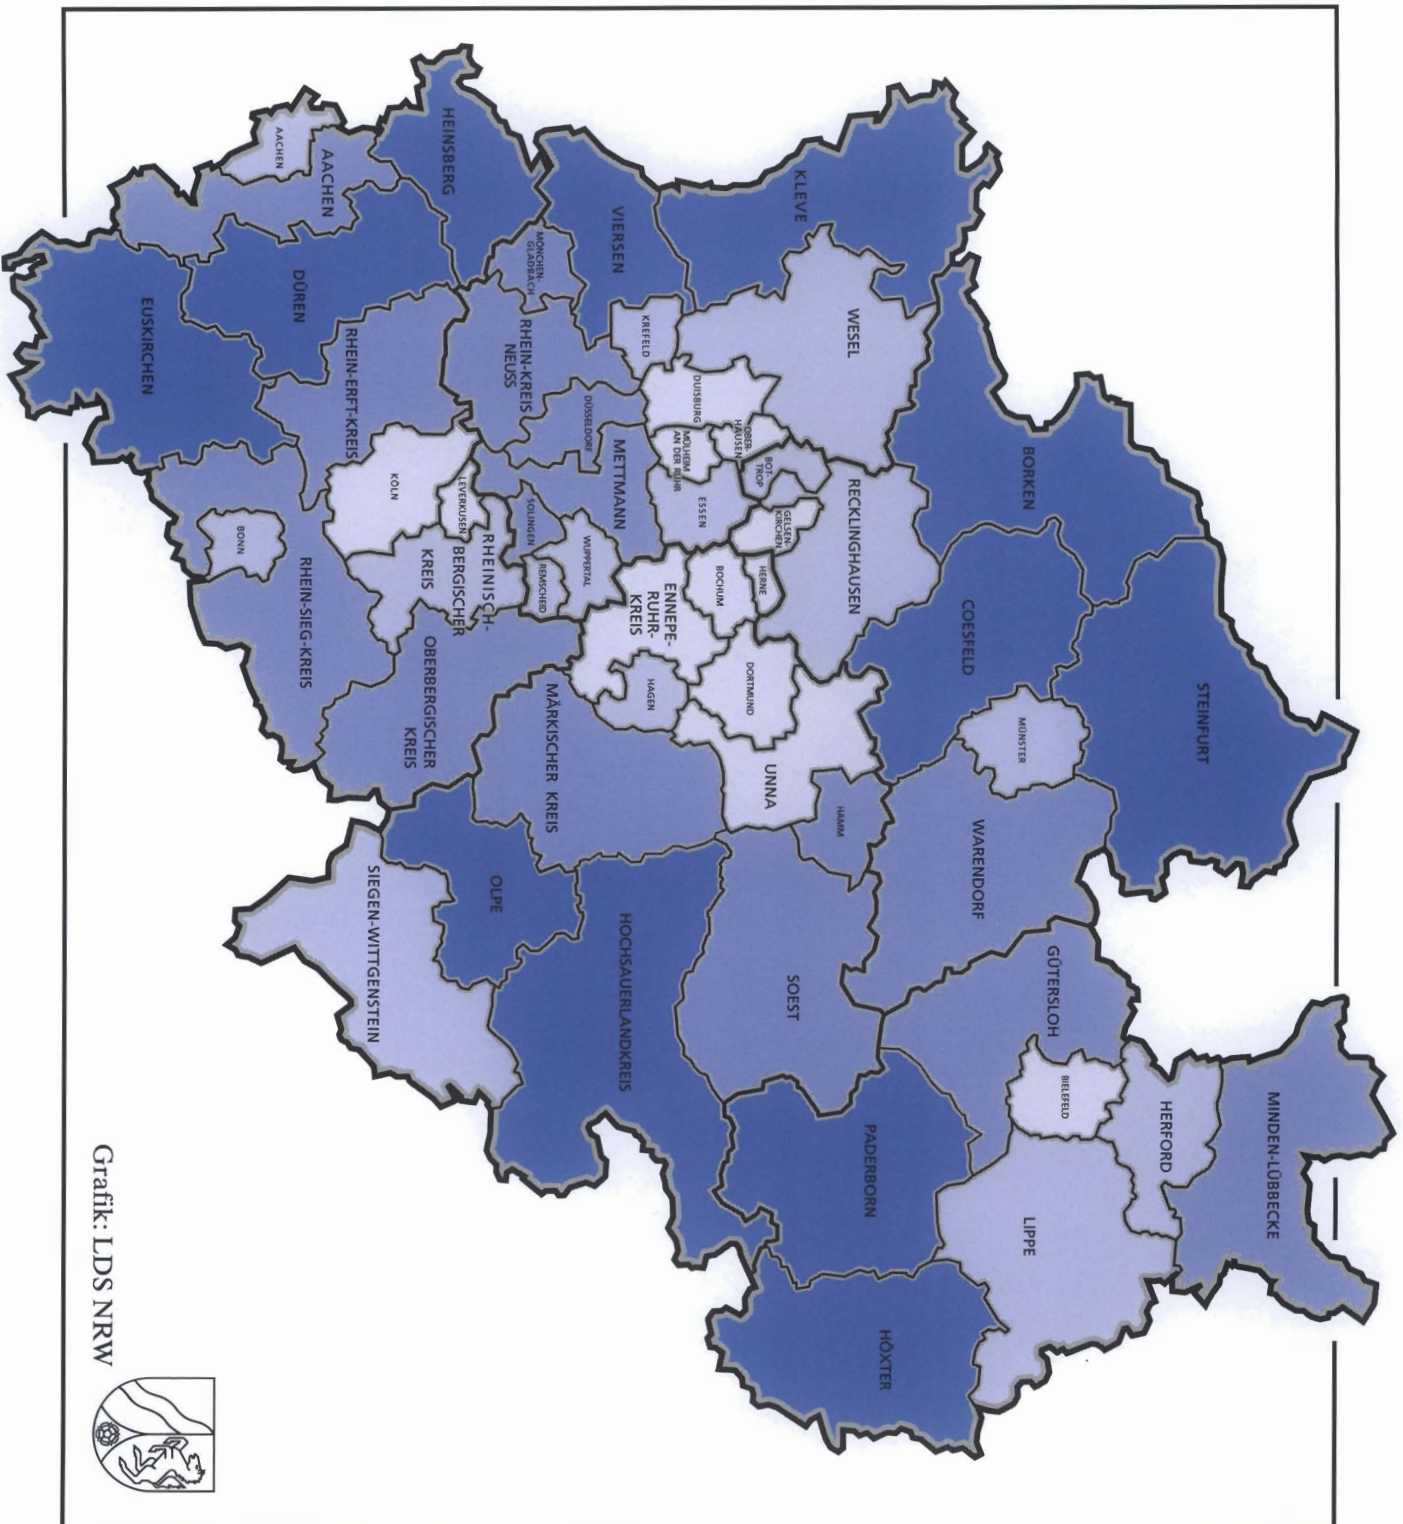 MINDEN-LÜBBECKE
STEINFURT
HERFORD
BIELEFELD
GÜTERSLOH
BORKEN
LIPPE
MÜNSTER
WARENDORF
COESFELD
HÖXTER
PADERBORN
WESEL
RECKLINGHAUSEN
HAMM
KLEVE
SOEST
GELSEN-
KIRCHEN
UNNA
BOT-
TROP
HERNE
DORTMUND
OBER-
HAUSEN
BOCHUM
ESSEN
DUISBURG
MÜLHEIM
AN DER RUHR
ENNEPE-
RUHR-
KREIS
HAGEN
KREFELD
HOCHSAUERLANDKREIS
VIERSEN
METTMANN
DÜSSELDORF
WUPPERTAL
MÄRKISCHER KREIS
REMSCHEID
MÖNCHEN-
GLADBACH
SOLINGEN
RHEIN-KREIS
NEUSS
OLPE
RHEINISCH-
BERGISCHER
KREIS
LEVERKUSEN
HEINSBERG
OBERBERGISCHER
KREIS
KÖLN
SIEGEN-WITTGENSTEIN
RHEIN-ERFT-KREIS
AACHEN
RHEIN-SIEG-KREIS
DÜREN
AACHEN
BONN
EUSKIRCHEN
Grafik: LDS NRW